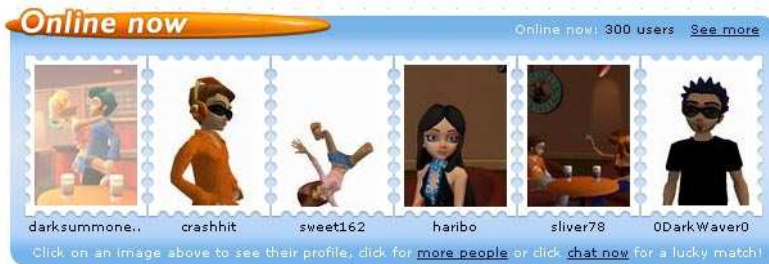 Online now
Online now: 300 users See more
darksummone.. crashhit sweet162 haribo sliver78 0DarkWaver0
Click on an image above to see their profile, click for more people or click chat now for a lucky match!